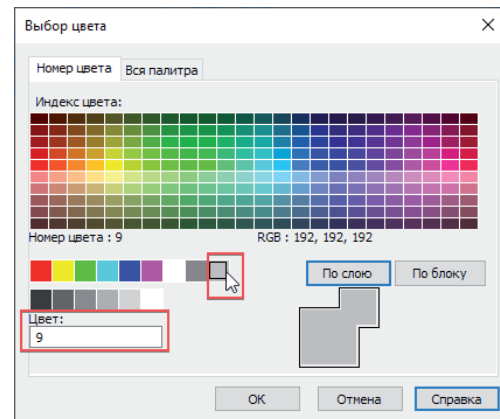 Выбор цвета
Номер цвета Вся палитра
Индекс цвета:
Номер цвета : 9 RGB : 192, 192, 192
По слою По блоку
Цвет:
9
ОК Отмена Справка